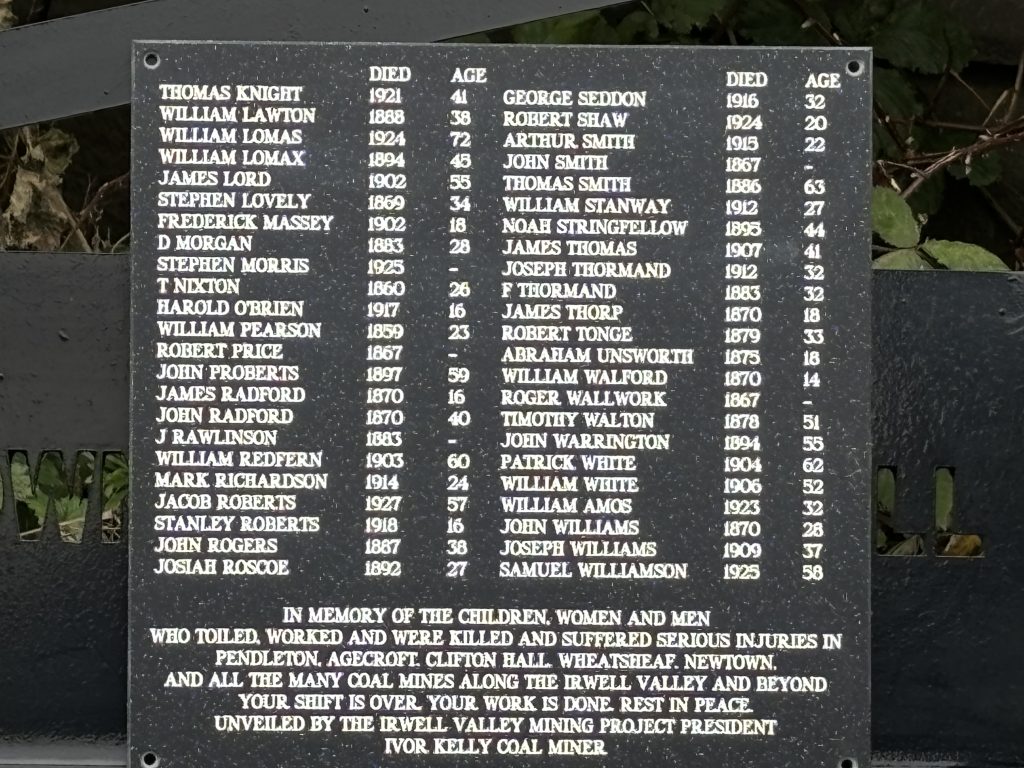 DIED AGE DIED AGE
THOMAS KNIGHT 1921 41 GEORGE SEDDON 1916 32
WILLIAM LAWTON 1888 38 ROBERT SHAW 1924 20
WILLIAM LOMAS 1924 72 ARTHUR SMITH 1915 22
WILLIAM LOMAX 1894 45 JOHN SMITH 1867 -
JAMES LORD 1902 55 THOMAS SMITH 1886 63
STEPHEN LOVELY 1869 34 WILLIAM STANWAY 1912 27
FREDERICK MASSEY 1902 18 NOAH STRINGFELLOW 1895 44
D MORGAN 1883 28 JAMES THOMAS 1907 41
STEPHEN MORRIS 1925 - JOSEPH THORMAND 1912 32
T NIXTON 1860 26 F THORMAND 1883 32
HAROLD O'BRIEN 1917 16 JAMES THORP 1870 18
WILLIAM PEARSON 1859 23 ROBERT TONGE 1879 33
ROBERT PRICE 1867 - ABRAHAM UNSWORTH 1875 18
JOHN PROBERTS 1897 59 WILLIAM WALFORD 1870 14
JAMES RADFORD 1870 16 ROGER WALLWORK 1867 -
JOHN RADFORD 1870 40 TIMOTHY WALTON 1878 51
J RAWLINSON 1883 - JOHN WARRINGTON 1894 55
WILLIAM REDFERN 1903 60 PATRICK WHITE 1904 62
MARK RICHARDSON 1914 24 WILLIAM WHITE 1906 52
JACOB ROBERTS 1927 57 WILLIAM AMOS 1923 32
STANLEY ROBERTS 1918 16 JOHN WILLIAMS 1870 28
JOHN ROGERS 1887 38 JOSEPH WILLIAMS 1909 37
JOSIAH ROSCOE 1892 27 SAMUEL WILLIAMSON 1925 58
IN MEMORY OF THE CHILDREN, WOMEN AND MEN
WHO TOILED, WORKED AND WERE KILLED AND SUFFERED SERIOUS INJURIES IN
PENDLETON, AGECROFT, CLIFTON HALL, WHEATSHEAF, NEWTOWN,
AND ALL THE MANY COAL MINES ALONG THE IRWELL VALLEY AND BEYOND
YOUR SHIFT IS OVER, YOUR WORK IS DONE. REST IN PEACE.
UNVEILED BY THE IRWELL VALLEY MINING PROJECT PRESIDENT
IVOR KELLY COAL MINER